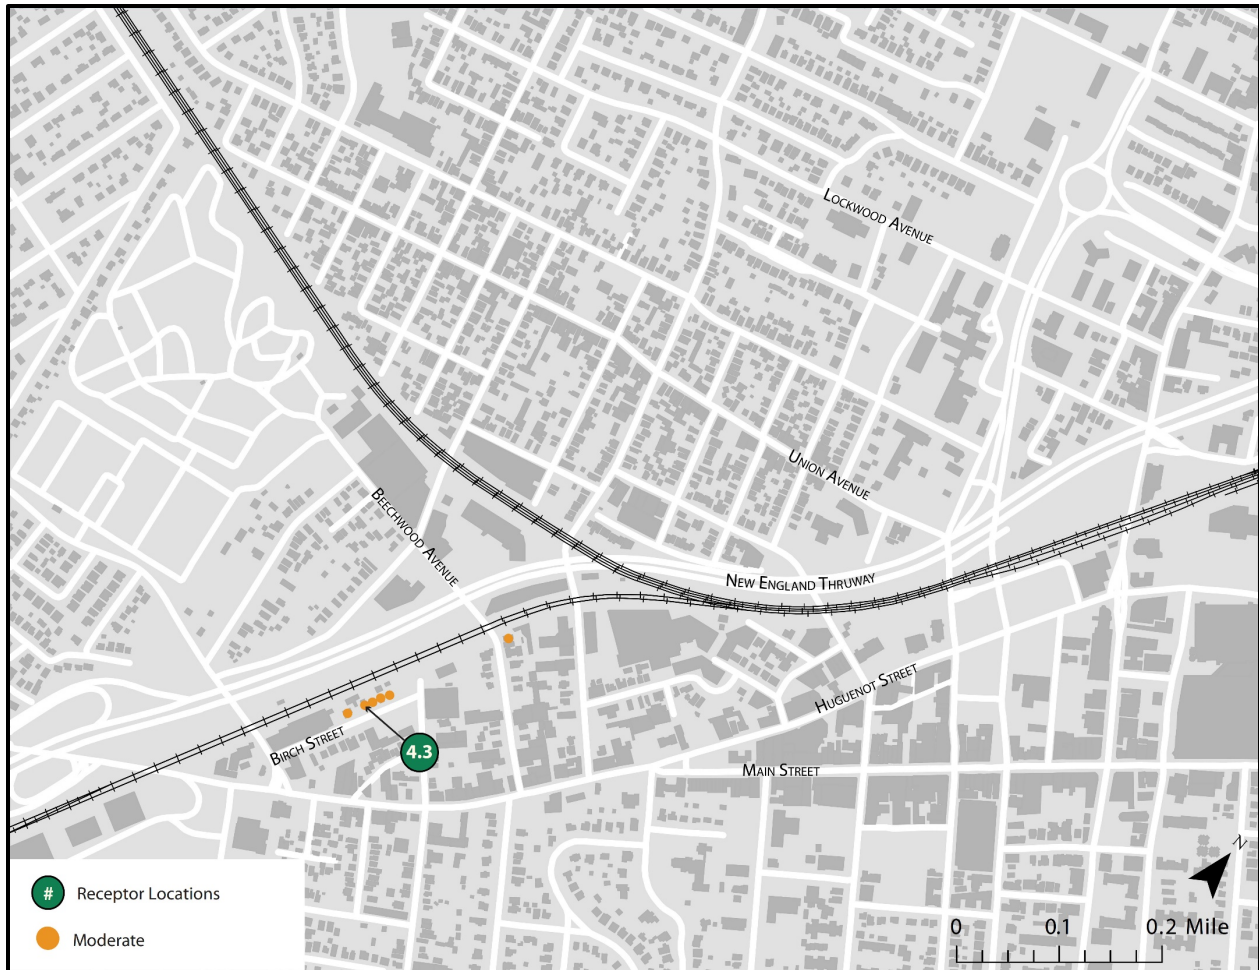 Lockwood Avenue
Union Avenue
Beechwood Avenue
New England Thruway
Huguenot Street
Birch Street
4.3
Main Street
N
# Receptor Locations
Moderate
0 0.1 0.2 Mile